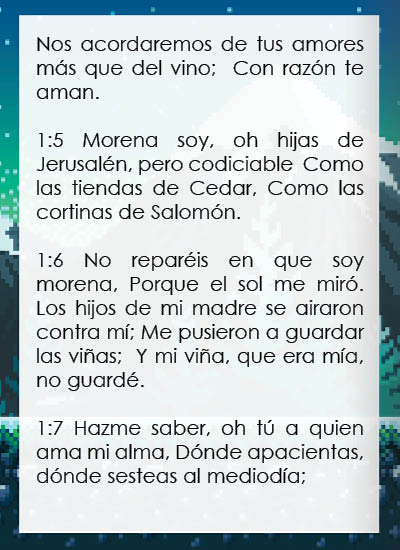 Nos acordaremos de tus amores
más que del vino;  Con razón te
aman.
1:5 Morena soy, oh hijas de
Jerusalén, pero codiciable  Como
las tiendas de Cedar, Como las
cortinas de Salomón.
1:6 No reparéis en que soy
morena, Porque el sol me miró.
Los hijos de mi madre se airaron
contra mí; Me pusieron a guardar
las viñas;  Y mi viña, que era mía,
no guardé.
1:7 Hazme saber, oh tú a quien
ama mi alma, Dónde apacientas,
dónde sesteas al mediodía;